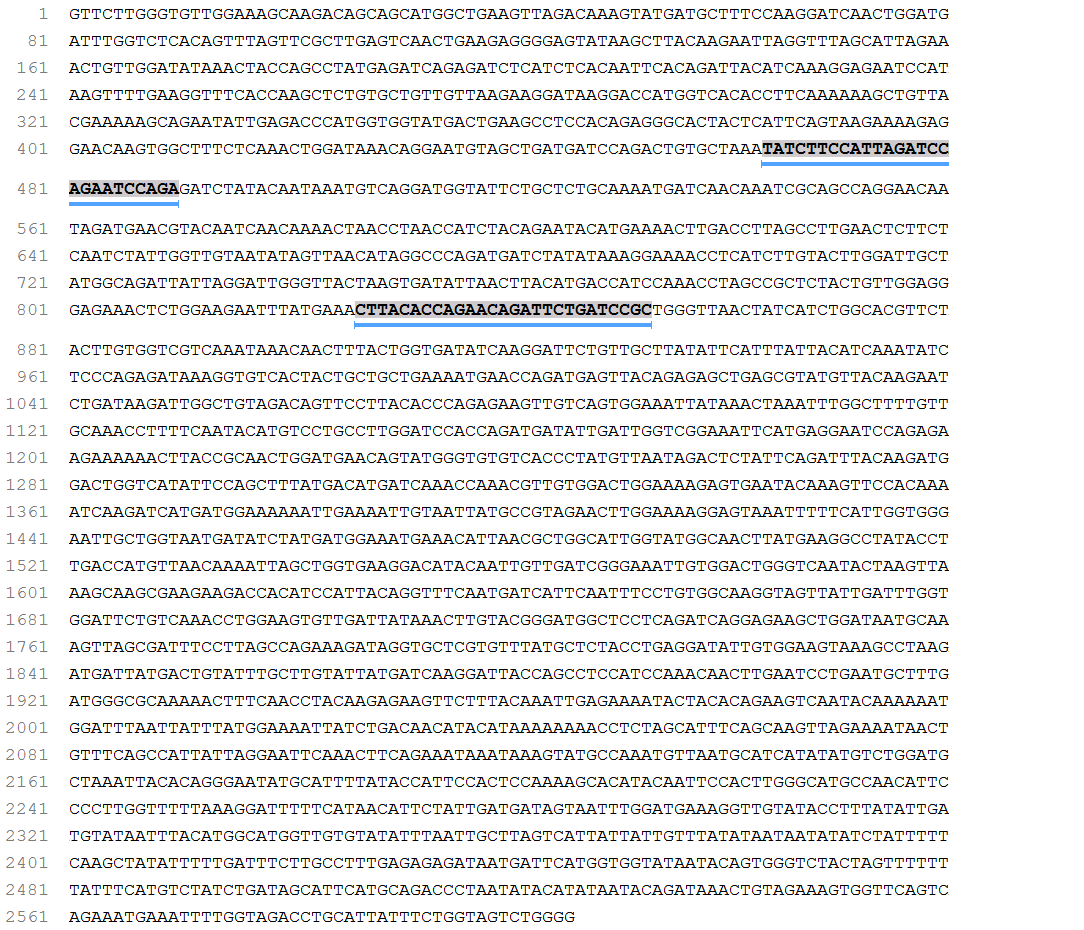 1 GTTCTTGGGTGTTGGAAAGCAAGACAGCAGCATGGCTGAAGTTAGACAAAGTATGATGCTTTCCAAGGATCAACTGGATG
81 ATTTGGTCTCACAGTTTAGTTCGCTTGAGTCAACTGAAGAGGGGAGTATAAGCTTACAAGAATTAGGTTTAGCATTAGAA
161 ACTGTTGGATATAAACTACCAGCCTATGAGATCAGAGATCTCATCTCACAATTCACAGATTACATCAAAGGAGAATCCAT
241 AAGTTTTGAAGGTTTCACCAAGCTCTGTGCTGTTGTTAAGAAGGATAAGGACCATGGTCACACCTTCAAAAAAGCTGTTA
321 CGAAAAAGCAGAATATTGAGACCCATGGTGGTATGACTGAAGCCTCCACAGAGGGCACTACTCATTCAGTAAGAAAAGAG
401 GAACAAGTGGCTTTCTCAAACTGGATAAACAGGAATGTAGCTGATGATCCAGACTGTGCTAAATATCTTCCATTAGATCC
481 AGAATCCAGAGATCTATACAATAAATGTCAGGATGGTATTCTGCTCTGCAAAATGATCAACAAATCGCAGCCAGGAACAA
561 TAGATGAACGTACAATCAACAAAACTAACCTAACCATCTACAGAATACATGAAAACTTGACCTTAGCCTTGAACTCTTCT
641 CAATCTATTGGTTGTAATATAGTTAACATAGGCCCAGATGATCTATATAAAGGAAAACCTCATCTTGTACTTGGATTGCT
721 ATGGCAGATTATTAGGATTGGGTTACTAAGTGATATTAACTTACATGACCATCCAAACCTAGCCGCTCTACTGTTGGAGG
801 GAGAAACTCTGGAAGAATTTATGAAACTTACACCAGAACAGATTCTGATCCGCTGGGTTAACTATCATCTGGCACGTTCT
881 ACTTGTGGTCGTCAAATAAACAACTTTACTGGTGATATCAAGGATTCTGTTGCTTATATTCATTTATTACATCAAATATC
961 TCCCAGAGATAAAGGTGTCACTACTGCTGCTGAAAATGAACCAGATGAGTTACAGAGAGCTGAGCGTATGTTACAAGAAT
1041 CTGATAAGATTGGCTGTAGACAGTTCCTTACACCCAGAGAAGTTGTCAGTGGAAATTATAAACTAAATTTGGCTTTTGTT
1121 GCAAACCTTTTCAATACATGTCCTGCCTTGGATCCACCAGATGATATTGATTGGTCGGAAATTCATGAGGAATCCAGAGA
1201 AGAAAAAACTTACCGCAACTGGATGAACAGTATGGGTGTGTCACCCTATGTTAATAGACTCTATTCAGATTTACAAGATG
1281 GACTGGTCATATTCCAGCTTTATGACATGATCAAACCAAACGTTGTGGACTGGAAAAGAGTGAATACAAAGTTCCACAAA
1361 ATCAAGATCATGATGGAAAAAATTGAAAATTGTAATTATGCCGTAGAACTTGGAAAAGGAGTAAATTTTTCATTGGTGGG
1441 AATTGCTGGTAATGATATCTATGATGGAAATGAAACATTAACGCTGGCATTGGTATGGCAACTTATGAAGGCCTATACCT
1521 TGACCATGTTAACAAAATTAGCTGGTGAAGGACATACAATTGTTGATCGGGAAATTGTGGACTGGGTCAATACTAAGTTA
1601 AAGCAAGCGAAGAAGACCACATCCATTACAGGTTTCAATGATCATTCAATTTCCTGTGGCAAGGTAGTTATTGATTTGGT
1681 GGATTCTGTCAAACCTGGAAGTGTTGATTATAAACTTGTACGGGATGGCTCCTCAGATCAGGAGAAGCTGGATAATGCAA
1761 AGTTAGCGATTTCCTTAGCCAGAAAGATAGGTGCTCGTGTTTATGCTCTACCTGAGGATATTGTGGAAGTAAAGCCTAAG
1841 ATGATTATGACTGTATTTGCTTGTATTATGATCAAGGATTACCAGCCTCCATCCAAACAACTTGAATCCTGAATGCTTTG
1921 ATGGGCGCAAAAACTTTCAACCTACAAGAGAAGTTCTTTACAAATTGAGAAAATACTACACAGAAGTCAATACAAAAAAT
2001 GGATTTAATTATTTATGGAAAATTATCTGACAACATACATAAAAAAAACCTCTAGCATTTCAGCAAGTTAGAAAATAACT
2081 GTTTCAGCCATTATTAGGAATTCAAACTTCAGAAATAAATAAAGTATGCCAAATGTTAATGCATCATATATGTCTGGATG
2161 CTAAATTACACAGGGAATATGCATTTTATACCATTCCACTCCAAAAGCACATACAATTCCACTTGGGCATGCCAACATTC
2241 CCCTTGGTTTTTAAAGGATTTTTCATAACATTCTATTGATGATAGTAATTTGGATGAAAGGTTGTATACCTTTATATTGA
2321 TGTATAATTTACATGGCATGGTTGTGTATATTTAATTGCTTAGTCATTATTATTGTTTATATAATAATATATCTATTTTT
2401 CAAGCTATATTTTTGATTTCTTGCCTTTGAGAGAGATAATGATTCATGGTGGTATAATACAGTGGGTCTACTAGTTTTTT
2481 TATTTCATGTCTATCTGATAGCATTCATGCAGACCCTAATATACATATAATACAGATAAACTGTAGAAAGTGGTTCAGTC
2561 AGAAATGAAATTTTGGTAGACCTGCATTATTTCTGGTAGTCTGGGG